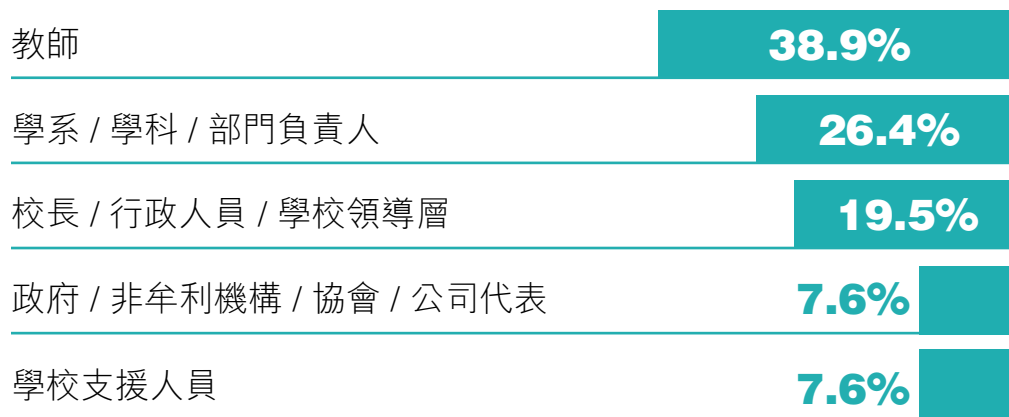 教師 38.9%
學系 / 學科 / 部門負責人 26.4%
校長 / 行政人員 / 學校領導層 19.5%
政府 / 非牟利機構 / 協會 / 公司代表 7.6%
學校支援人員 7.6%